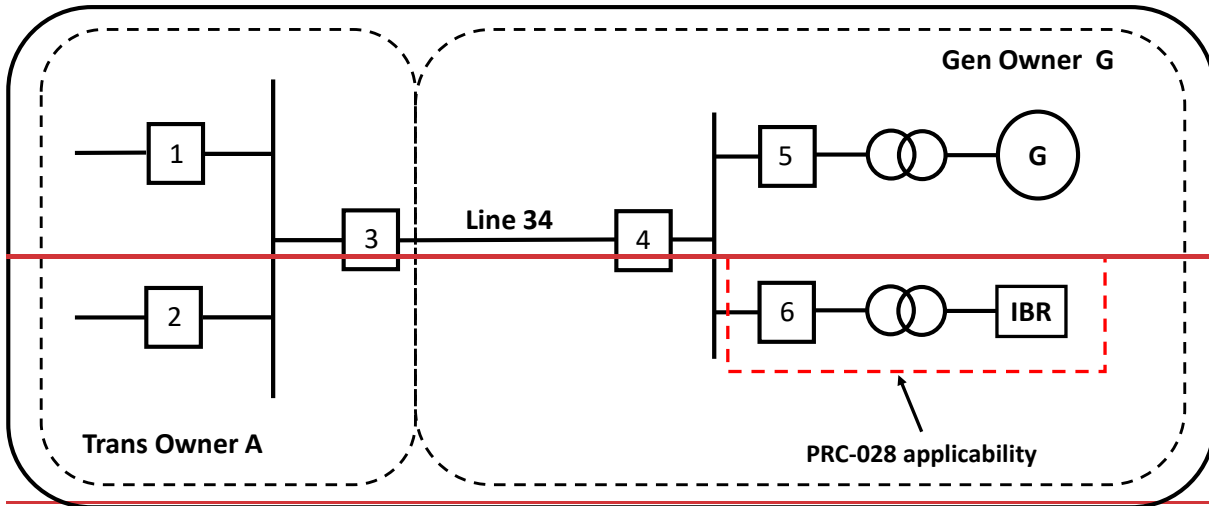 Gen Owner G
1
5
G
Line 34
3
4
2
6
IBR
Trans Owner A
PRC-028 applicability